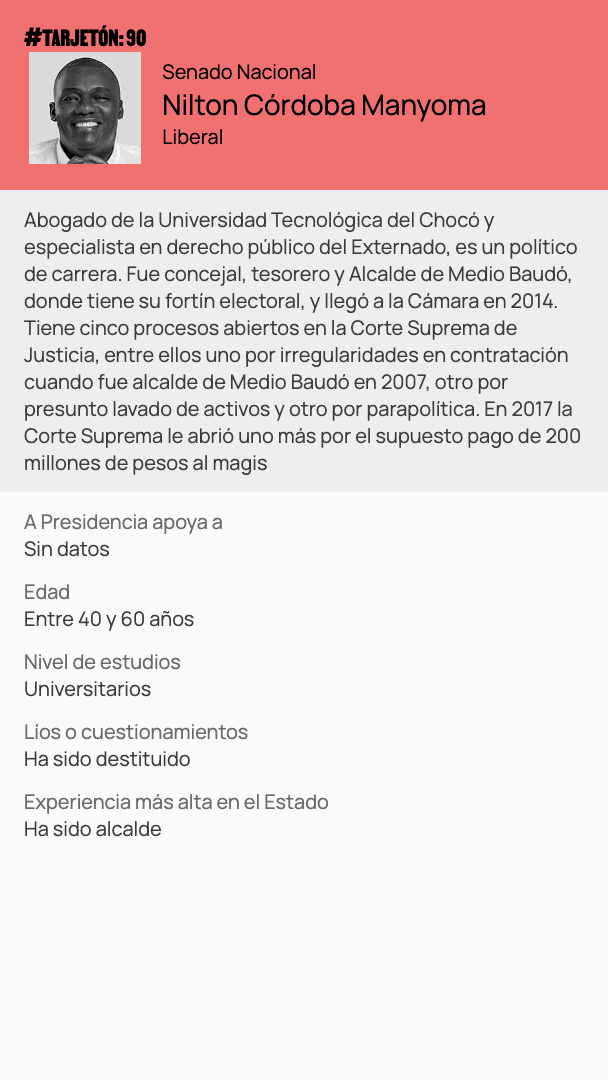 #TARJETÓN: 90
Senado Nacional
Nilton Córdoba Manyoma
Liberal
Abogado de la Universidad Tecnológica del Chocó y
especialista en derecho público del Externado, es un político
de carrera. Fue concejal, tesorero y Alcalde de Medio Baudó,
donde tiene su fortín electoral, y llegó a la Cámara en 2014.
Tiene cinco procesos abiertos en la Corte Suprema de
Justicia, entre ellos uno por irregularidades en contratación
cuando fue alcalde de Medio Baudó en 2007, otro por
presunto lavado de activos y otro por parapolítica. En 2017 la
Corte Suprema le abrió uno más por el supuesto pago de 200
millones de pesos al magis
A Presidencia apoya a
Sin datos
Edad
Entre 40 y 60 años
Nivel de estudios
Universitarios
Líos o cuestionamientos
Ha sido destituido
Experiencia más alta en el Estado
Ha sido alcalde